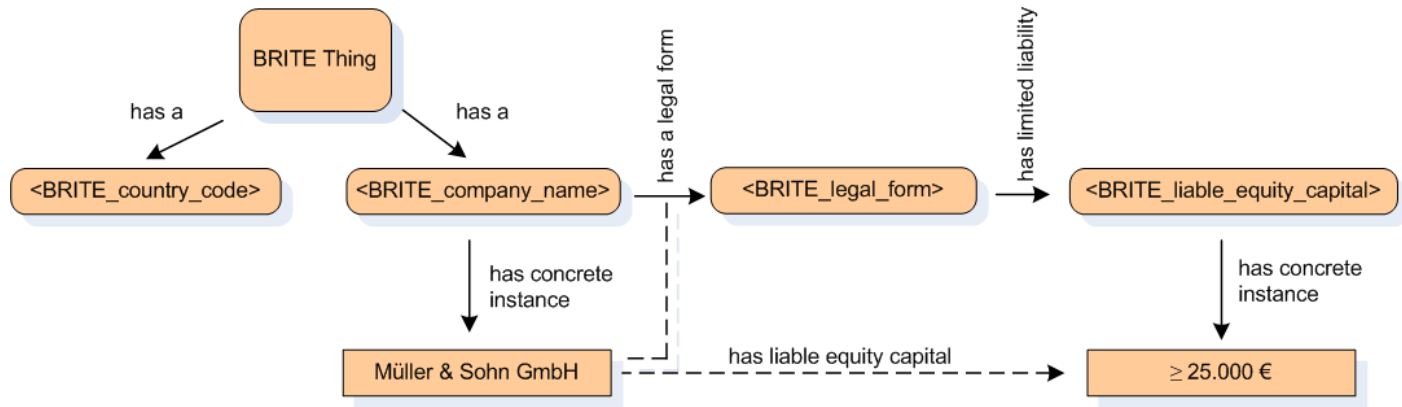 BRITE Thing
has a
has a
has a legal form
has limited liability
<BRITE_country_code>
<BRITE_company_name>
<BRITE_legal_form>
<BRITE_liable_equity_capital>
has concrete
instance
has concrete
instance
Müller & Sohn GmbH
has liable equity capital
≥ 25.000 €